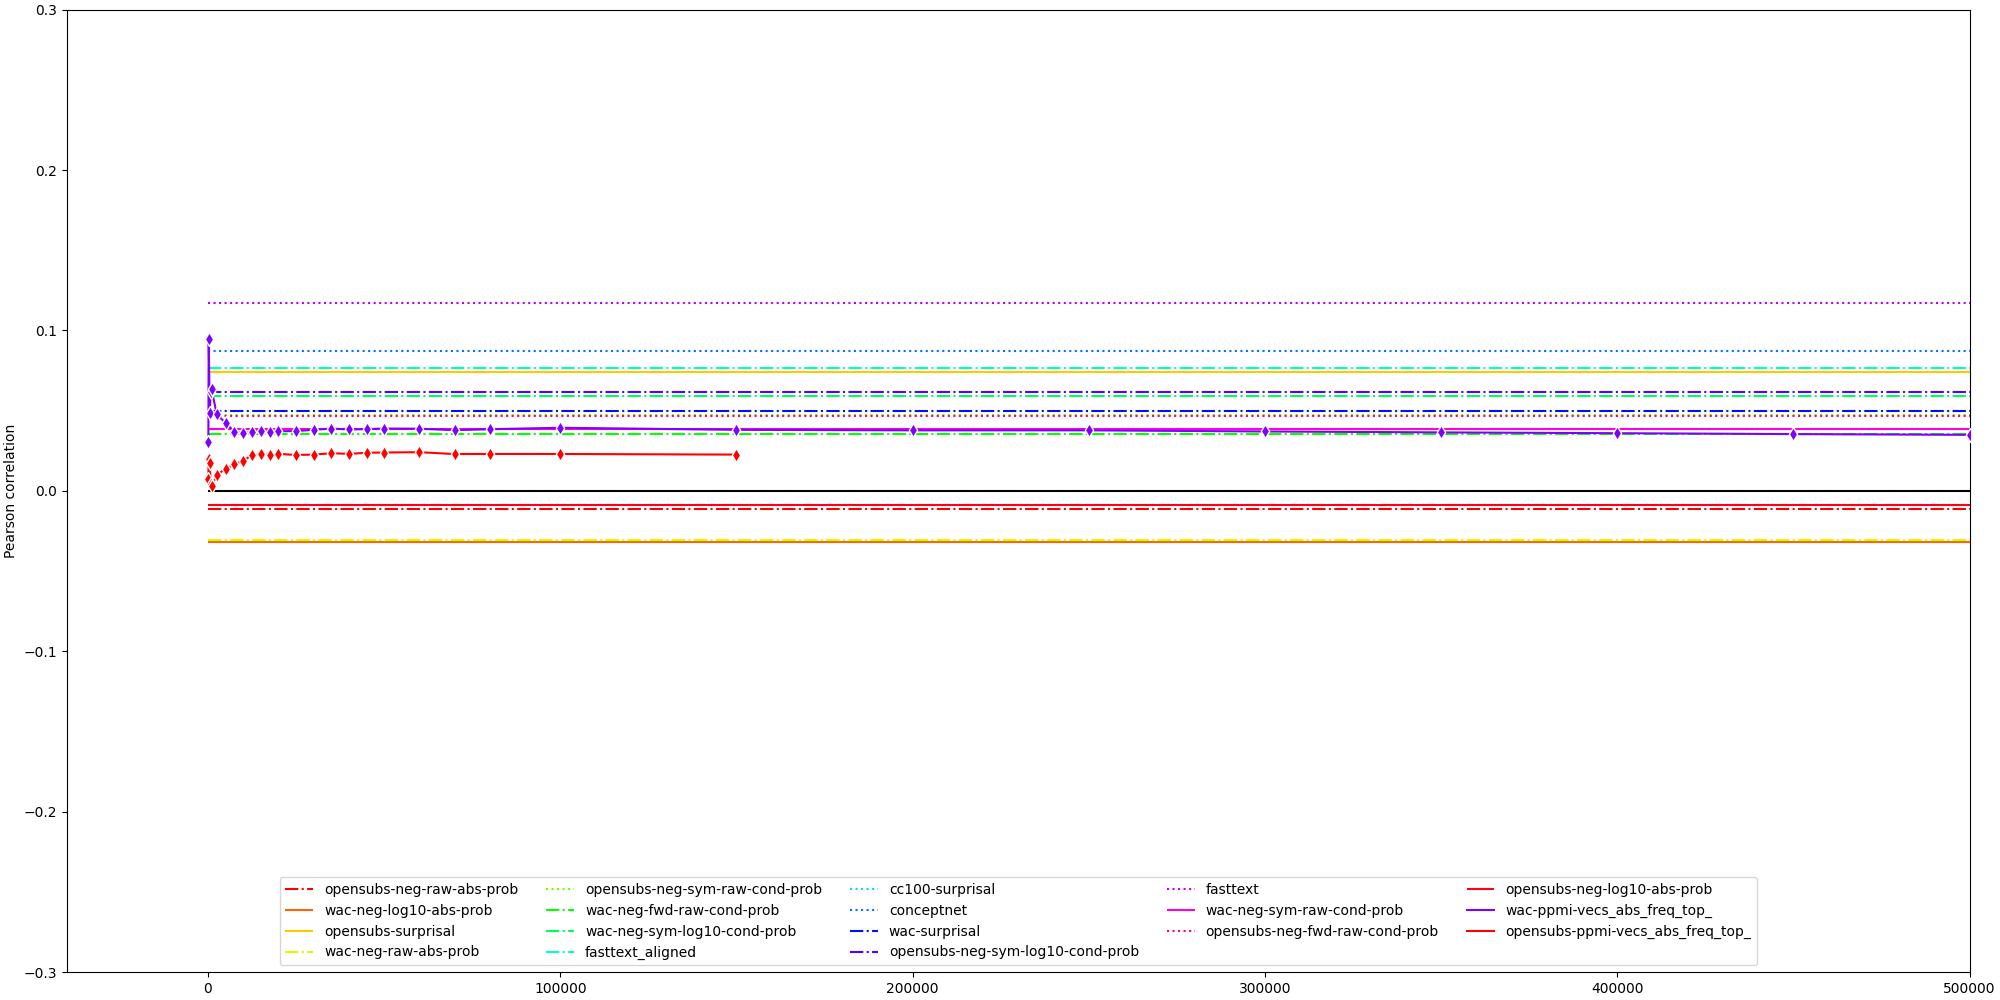 0.3
0.2
0.1
0.0
−0.1
−0.2
−0.3
Pearson correlation
opensubs-neg-raw-abs-prob
wac-neg-log10-abs-prob
opensubs-surprisal
wac-neg-raw-abs-prob
opensubs-neg-sym-raw-cond-prob
wac-neg-fwd-raw-cond-prob
wac-neg-sym-log10-cond-prob
fasttext_aligned
cc100-surprisal
conceptnet
wac-surprisal
opensubs-neg-sym-log10-cond-prob
fasttext
wac-neg-sym-raw-cond-prob
opensubs-neg-fwd-raw-cond-prob
opensubs-neg-log10-abs-prob
wac-ppmi-vecs_abs_freq_top_
opensubs-ppmi-vecs_abs_freq_top_
0
100000
200000
300000
400000
500000